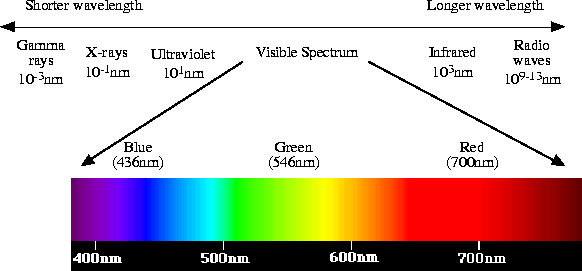 Shorter wavelength Longer wavelength
Gamma rays 10⁻³nm
X-rays 10⁻¹nm
Ultraviolet 10¹nm
Visible Spectrum
Infrared 10³nm
Radio waves 10⁹⁻¹³nm
Blue (436nm)
Green (546nm)
Red (700nm)
400nm 500nm 600nm 700nm